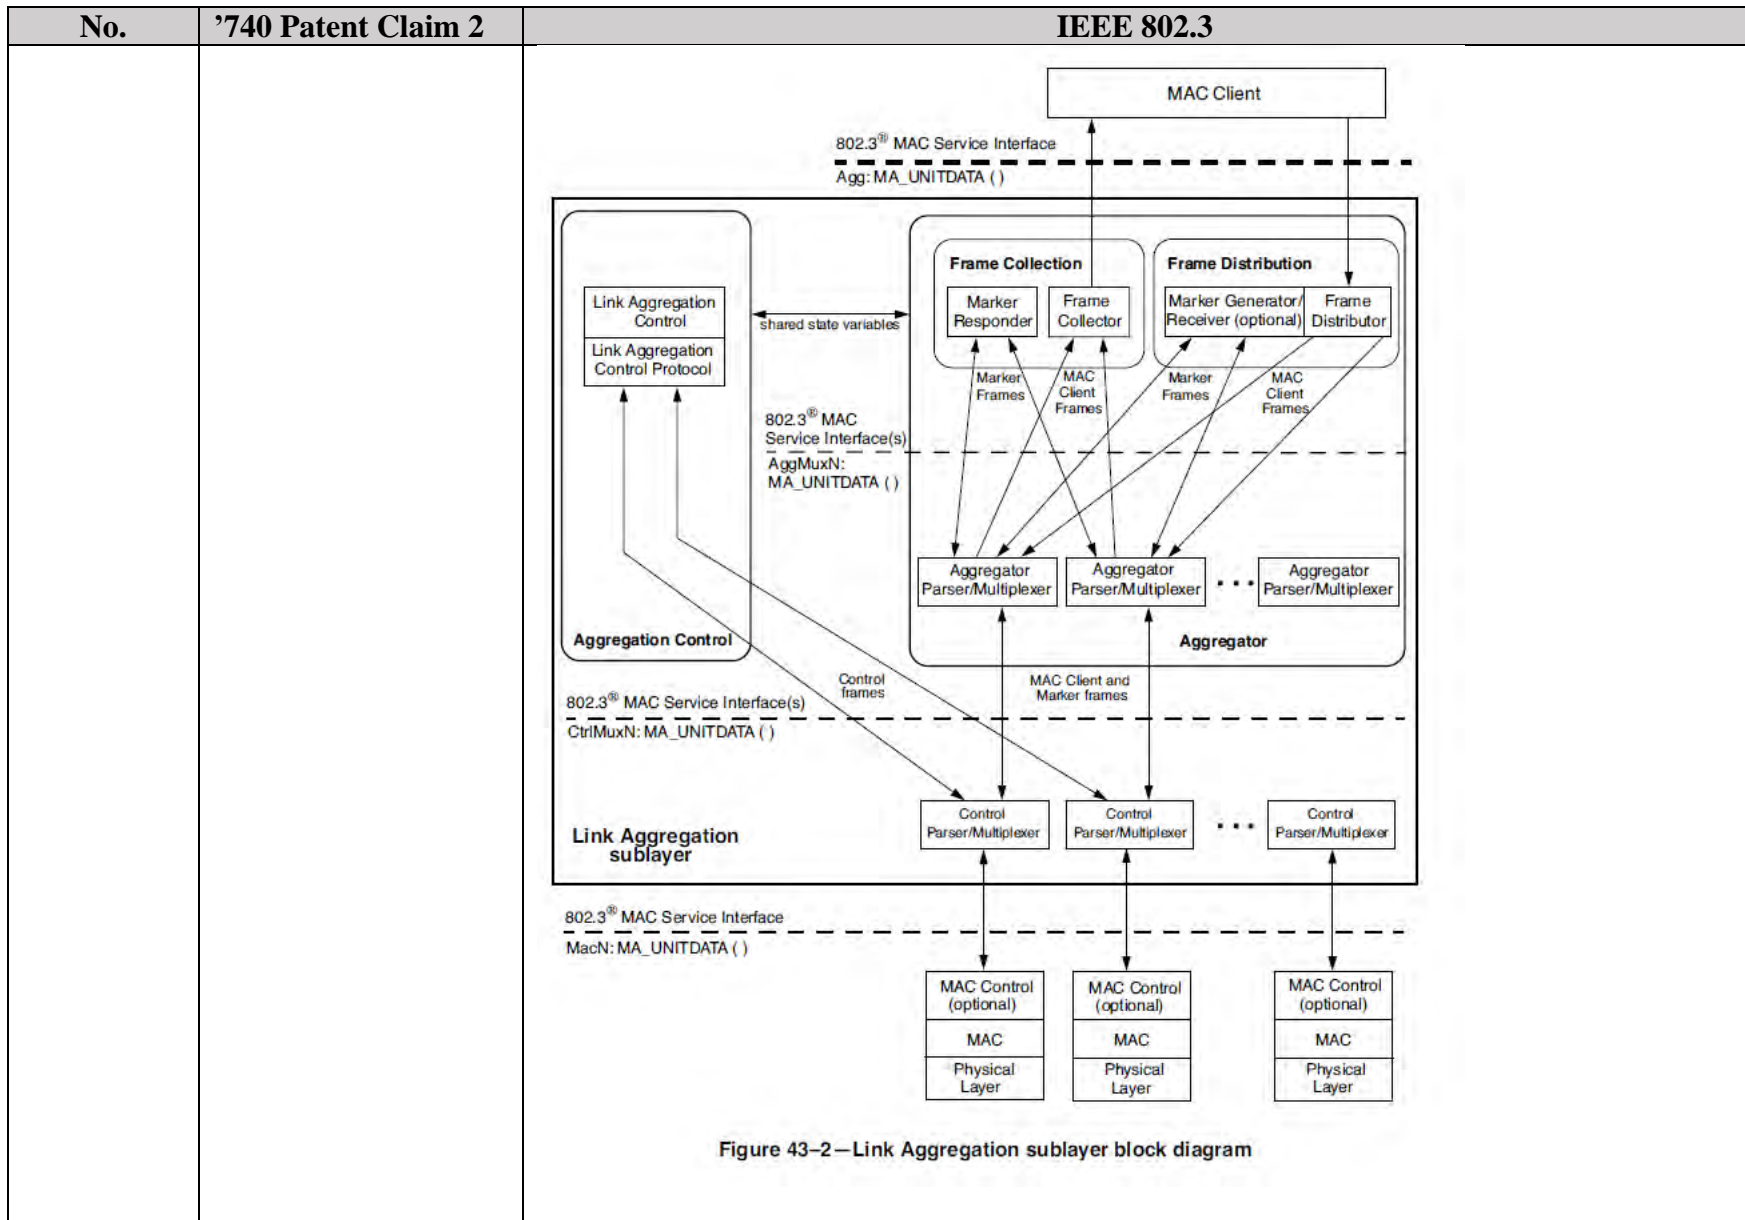 No.
’740 Patent Claim 2
IEEE 802.3
MAC Client
802.3® MAC Service Interface
Agg: MA_UNITDATA ( )
Frame Collection
Frame Distribution
Link Aggregation
Control
Link Aggregation
Control Protocol
shared state variables
Marker
Responder
Frame
Collector
Marker Generator/
Receiver (optional)
Frame
Distributor
Marker
Frames
MAC
Client
Frames
Marker
Frames
MAC
Client
Frames
802.3® MAC
Service Interface(s)
AggMuxN:
MA_UNITDATA ( )
Aggregator
Parser/Multiplexer
Aggregator
Parser/Multiplexer
Aggregator
Parser/Multiplexer
Aggregation Control
Aggregator
Control
frames
MAC Client and
Marker frames
802.3® MAC Service Interface(s)
CtrlMuxN: MA_UNITDATA ( )
Control
Parser/Multiplexer
Control
Parser/Multiplexer
Control
Parser/Multiplexer
Link Aggregation
sublayer
802.3® MAC Service Interface
MacN: MA_UNITDATA ( )
MAC Control
(optional)
MAC
Physical
Layer
MAC Control
(optional)
MAC
Physical
Layer
MAC Control
(optional)
MAC
Physical
Layer
Figure 43–2—Link Aggregation sublayer block diagram